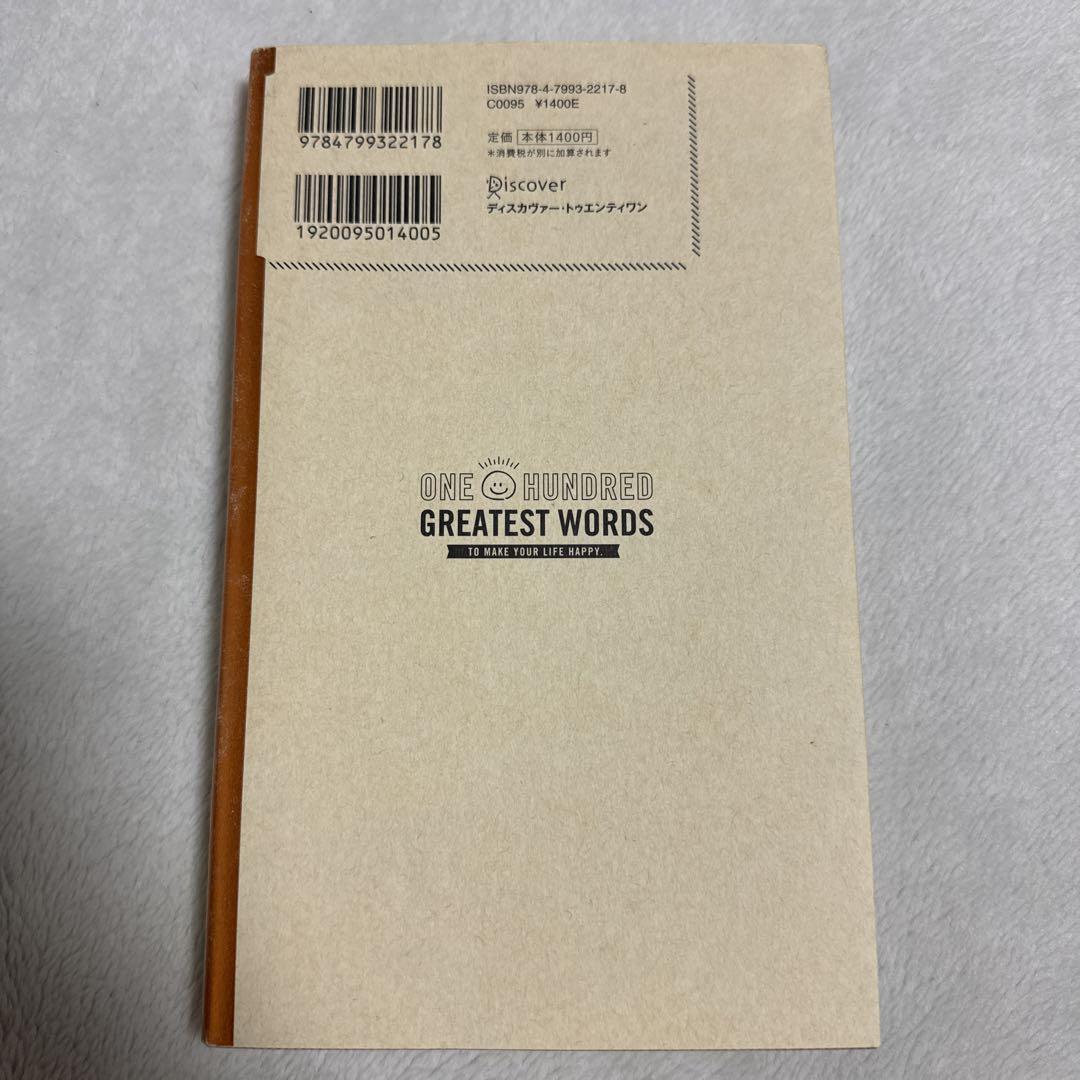 ISBN978-4-7993-2217-8
C0095 ¥1400E
9784799322178
定価 本体1400円
＊消費税が別に加算されます
Discover
ディスカヴァー・トゥエンティワン
1920095014005
ONE HUNDRED
GREATEST WORDS
TO MAKE YOUR LIFE HAPPY.